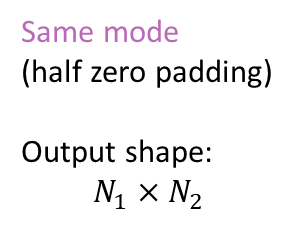 Same mode
(half zero padding)
Output shape:
N₁ × N₂